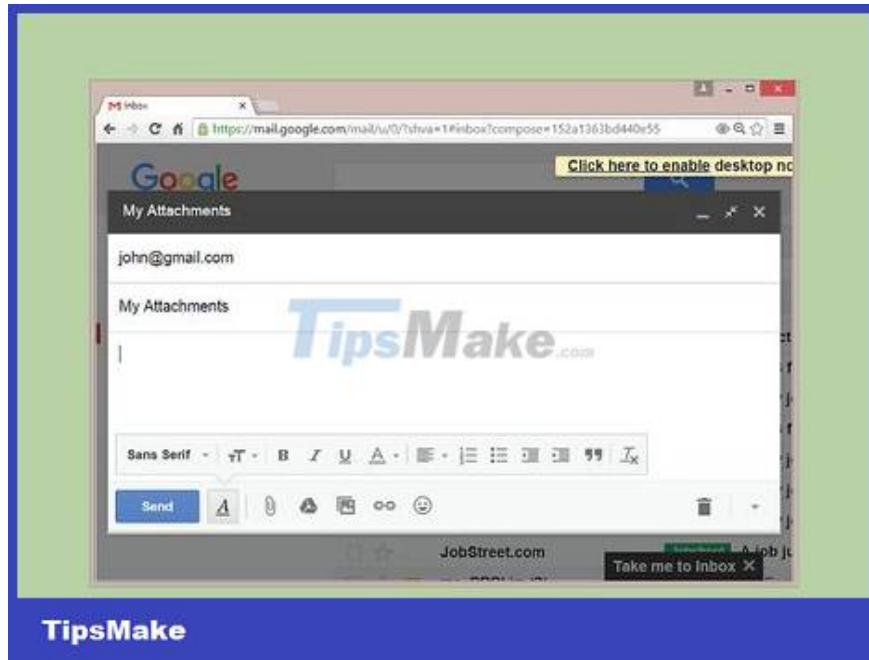 Inbox
https://mail.google.com/mail/u/0/?shva=1#inbox?compose=152a1363bd440e55
Click here to enable desktop no
Google
My Attachments
john@gmail.com
My Attachments
TipsMake.com
Sans Serif
Send
JobStreet.com
A job ju
Take me to Inbox
TipsMake